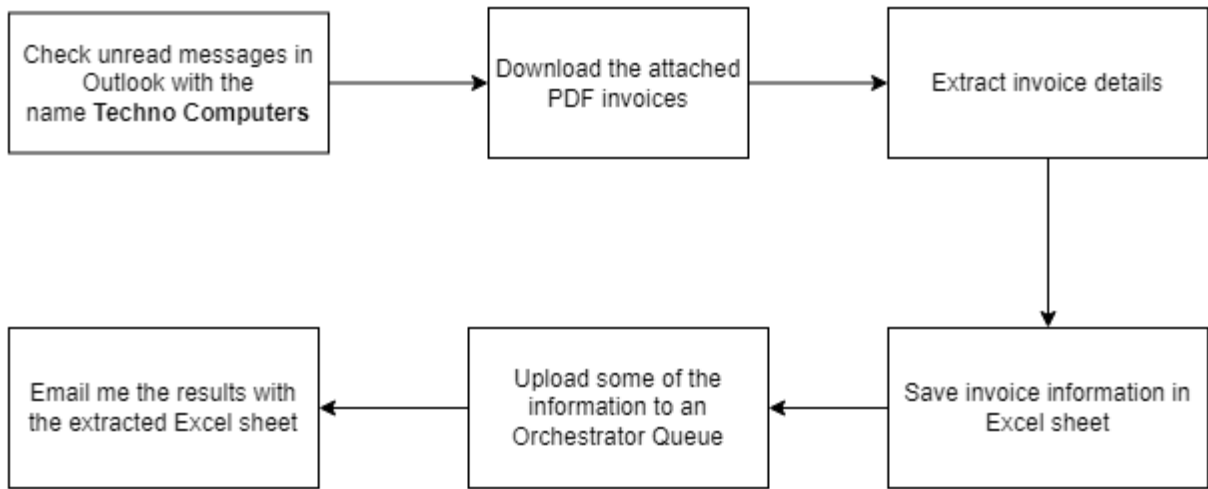 Check unread messages in
Outlook with the
name Techno Computers
Download the attached
PDF invoices
Extract invoice details
Save invoice information in
Excel sheet
Upload some of the
information to an
Orchestrator Queue
Email me the results with
the extracted Excel sheet